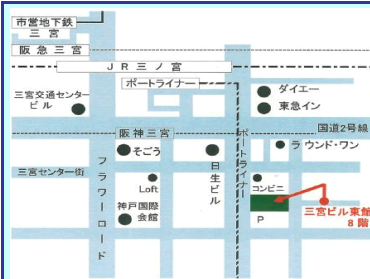 市営地下鉄
三 宮
阪急三宮
J R 三ノ宮
ポートライナー
三宮交通センター
ビル
ダイエー
東急イン
国道2号線
阪神三宮
ポートライナー
ラウンド・ワン
そごう
日生ビル
フラワーロード
三宮センター街
Loft
コンビニ
神戸国際
会館
P
三宮ビル東館
8 階